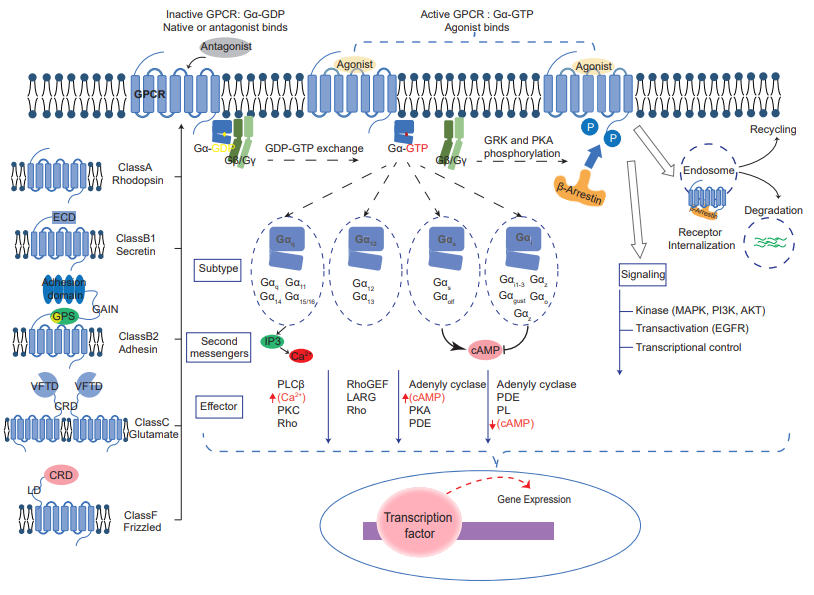 Inactive GPCR: Gα-GDP
Native or antagonist binds
Active GPCR : Gα-GTP
Agonist binds
Antagonist
Agonist
Agonist
GPCR
Gα-GDP
Gβ/Gγ
GDP-GTP exchange
Gα-GTP
Gβ/Gγ
GRK and PKA
phosphorylation
P
P
β-Arrestin
Recycling
Endosome
β-Arrestin
Degradation
Receptor
Internalization
ClassA
Rhodopsin
ECD
ClassB1
Secretin
Adhesion
domain
GAIN
GPS
ClassB2
Adhesin
VFTD
VFTD
CRD
ClassC
Glutamate
CRD
LD
ClassF
Frizzled
Subtype
Gαq
Gαq Gα11
Gα14 Gα15/16
Gα12
Gα12
Gα13
Gαs
Gαs
Gαolf
Gαi
Gαi1-3 Gαz
Gαgust Gαo
Gαz
Signaling
Kinase (MAPK, PI3K, AKT)
Transactivation (EGFR)
Transcriptional control
Second
messengers
IP3
Ca²⁺
cAMP
Effector
PLCβ
(Ca²⁺)
PKC
Rho
RhoGEF
LARG
Rho
Adenyly cyclase
(cAMP)
PKA
PDE
Adenyly cyclase
PDE
PL
(cAMP)
Transcription
factor
Gene Expression